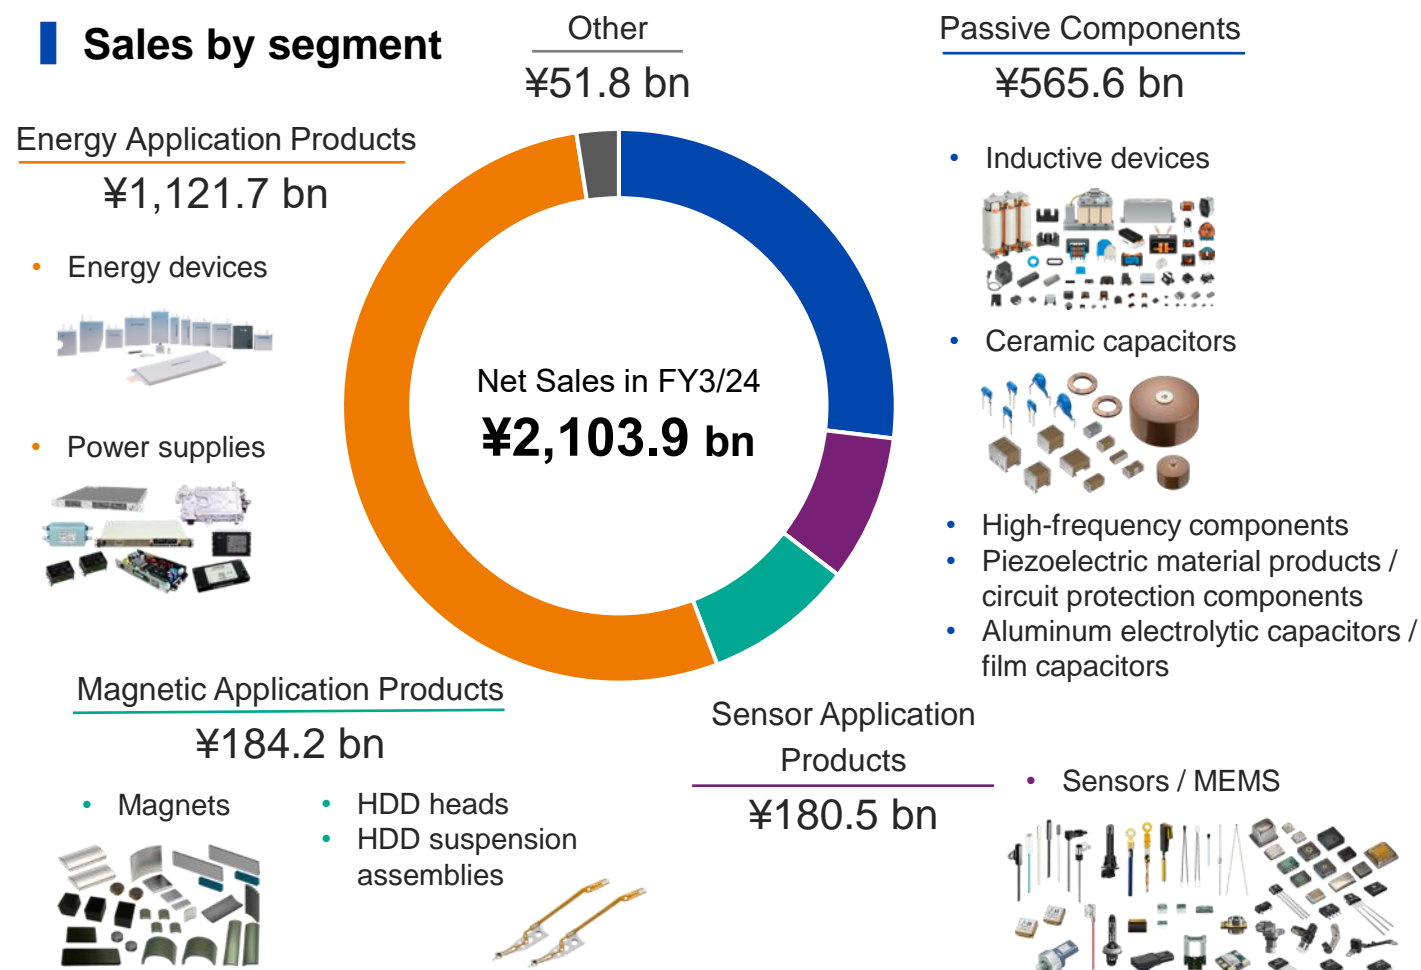 Sales by segment
Other
¥51.8 bn
Passive Components
¥565.6 bn
• Inductive devices
• Ceramic capacitors
• High-frequency components
• Piezoelectric material products /
circuit protection components
• Aluminum electrolytic capacitors /
film capacitors
Energy Application Products
¥1,121.7 bn
• Energy devices
• Power supplies
Net Sales in FY3/24
¥2,103.9 bn
Magnetic Application Products
¥184.2 bn
• Magnets
• HDD heads
• HDD suspension
assemblies
Sensor Application
Products
¥180.5 bn
• Sensors / MEMS